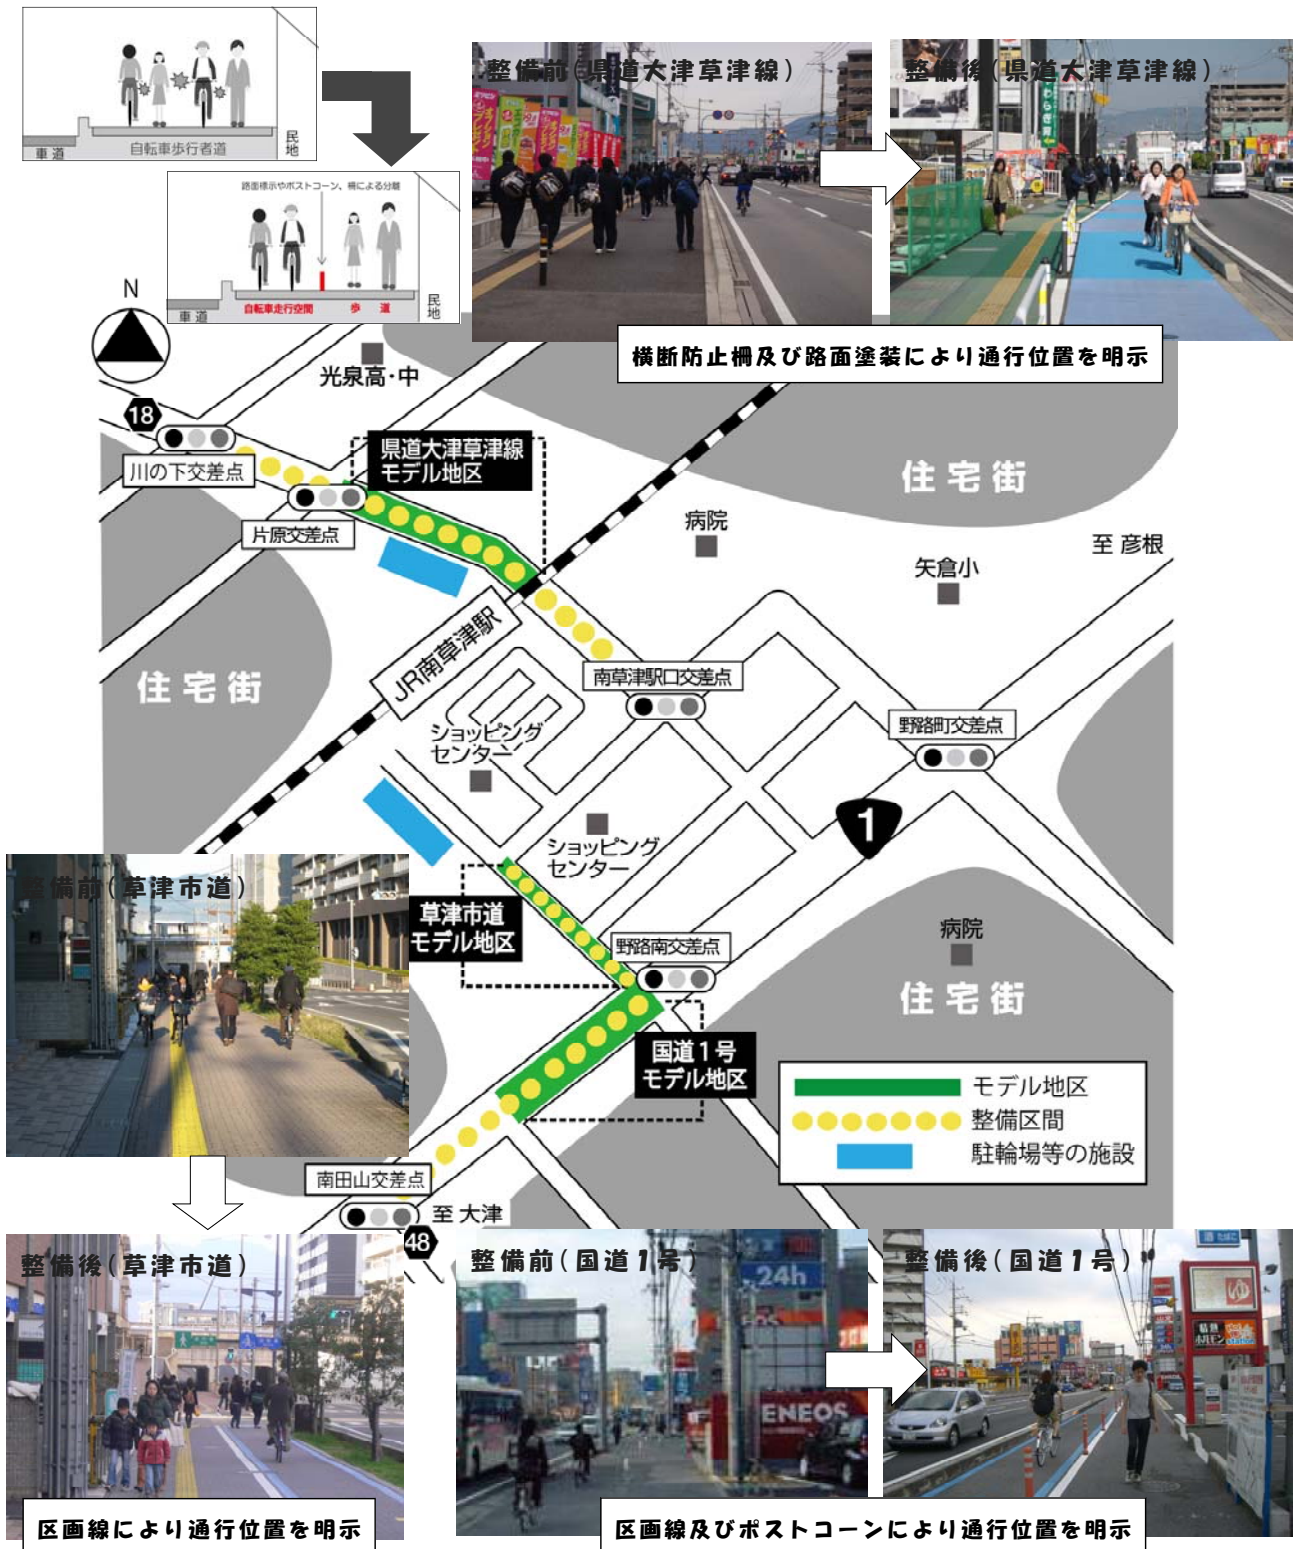 車道
自転車歩行者道
民地
路面標示やポストコーン、柵による分離
車道
自転車走行空間
歩道
民地
整備前(県道大津草津線)
整備後(県道大津草津線)
横断防止柵及び路面塗装により通行位置を明示
N
光泉高・中
18
川の下交差点
県道大津草津線
モデル地区
片原交差点
住宅街
病院
至 彦根
矢倉小
JR南草津駅
住宅街
南草津駅口交差点
野路町交差点
ショッピング
センター
1
ショッピング
センター
整備前(草津市道)
草津市道
モデル地区
野路南交差点
病院
住宅街
国道1号
モデル地区
モデル地区
整備区間
駐輪場等の施設
南田山交差点
至 大津
48
整備後(草津市道)
整備前(国道1号)
24h
ENEOS
整備後(国道1号)
ゆ
酒 たばこ
区画線により通行位置を明示
区画線及びポストコーンにより通行位置を明示